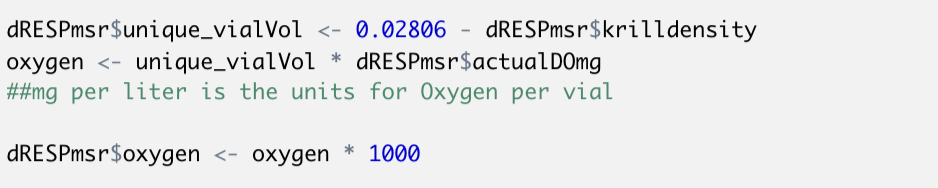 dRESPmsr$unique_vialVol <- 0.02806 - dRESPmsr$krilldensity
oxygen <- unique_vialVol * dRESPmsr$actualDOmg
##mg per liter is the units for Oxygen per vial
dRESPmsr$oxygen <- oxygen * 1000